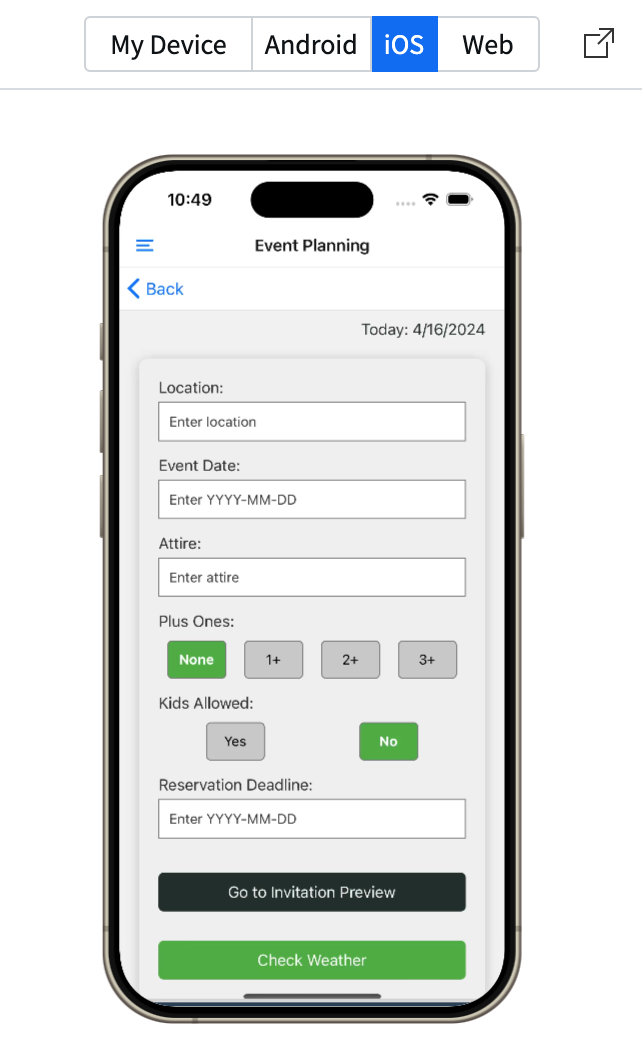 My Device Android iOS Web
10:49
Event Planning
Back
Today: 4/16/2024
Location:
Enter location
Event Date:
Enter YYYY-MM-DD
Attire:
Enter attire
Plus Ones:
None 1+ 2+ 3+
Kids Allowed:
Yes No
Reservation Deadline:
Enter YYYY-MM-DD
Go to Invitation Preview
Check Weather